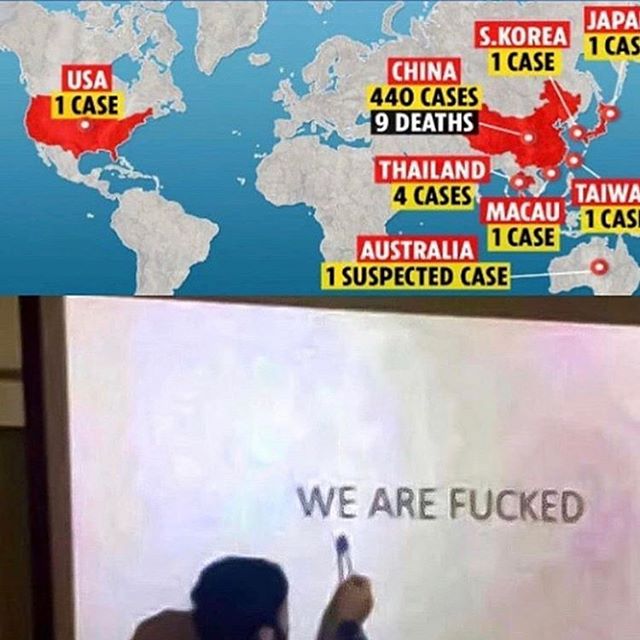 USA
1 CASE
CHINA
440 CASES
9 DEATHS
S.KOREA
1 CASE
JAPA
1 CAS
THAILAND
4 CASES
MACAU
1 CASE
TAIWA
1 CAS
AUSTRALIA
1 SUSPECTED CASE
WE ARE FUCKED